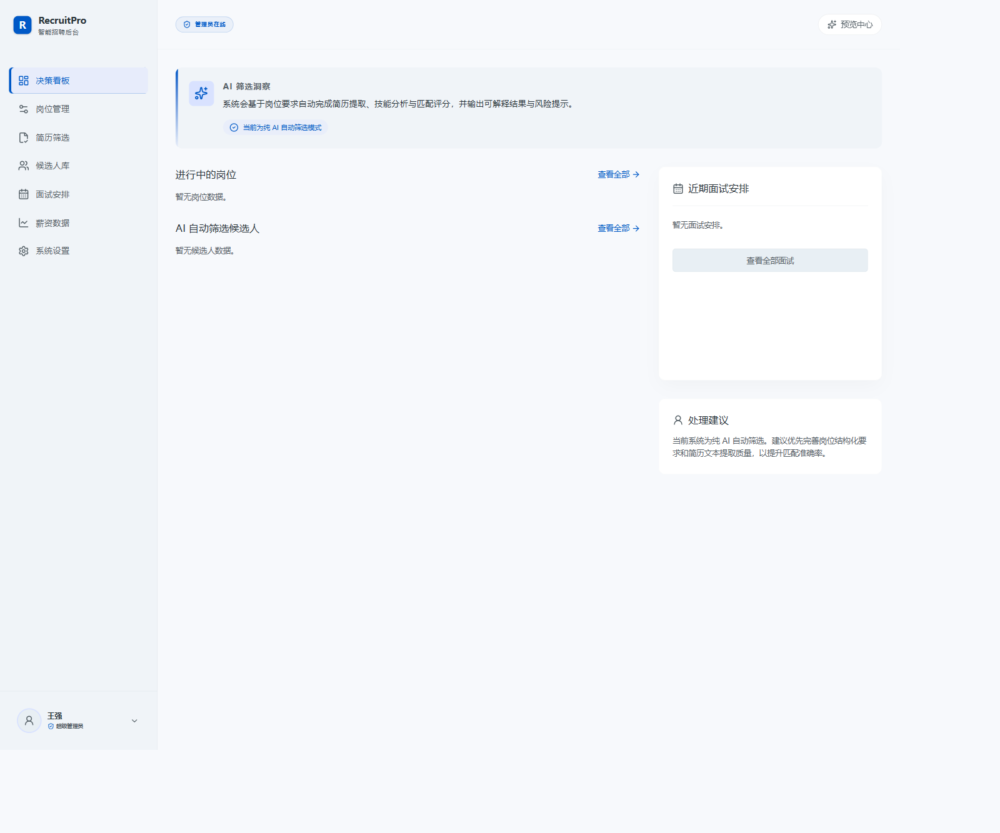 R
RecruitPro
智能招聘后台
决策看板
岗位管理
简历筛选
候选人库
面试安排
薪资数据
系统设置
王强
超级管理员
管理员在线
预览中心
AI 筛选洞察
系统会基于岗位要求自动完成简历提取、技能分析与匹配评分，并输出可解释结果与风险提示。
当前为纯 AI 自动筛选模式
进行中的岗位
查看全部
暂无岗位数据。
AI 自动筛选候选人
查看全部
暂无候选人数据。
近期面试安排
暂无面试安排。
查看全部面试
处理建议
当前系统为纯 AI 自动筛选。建议优先完善岗位结构化要
求和简历文本提取质量，以提升匹配准确率。